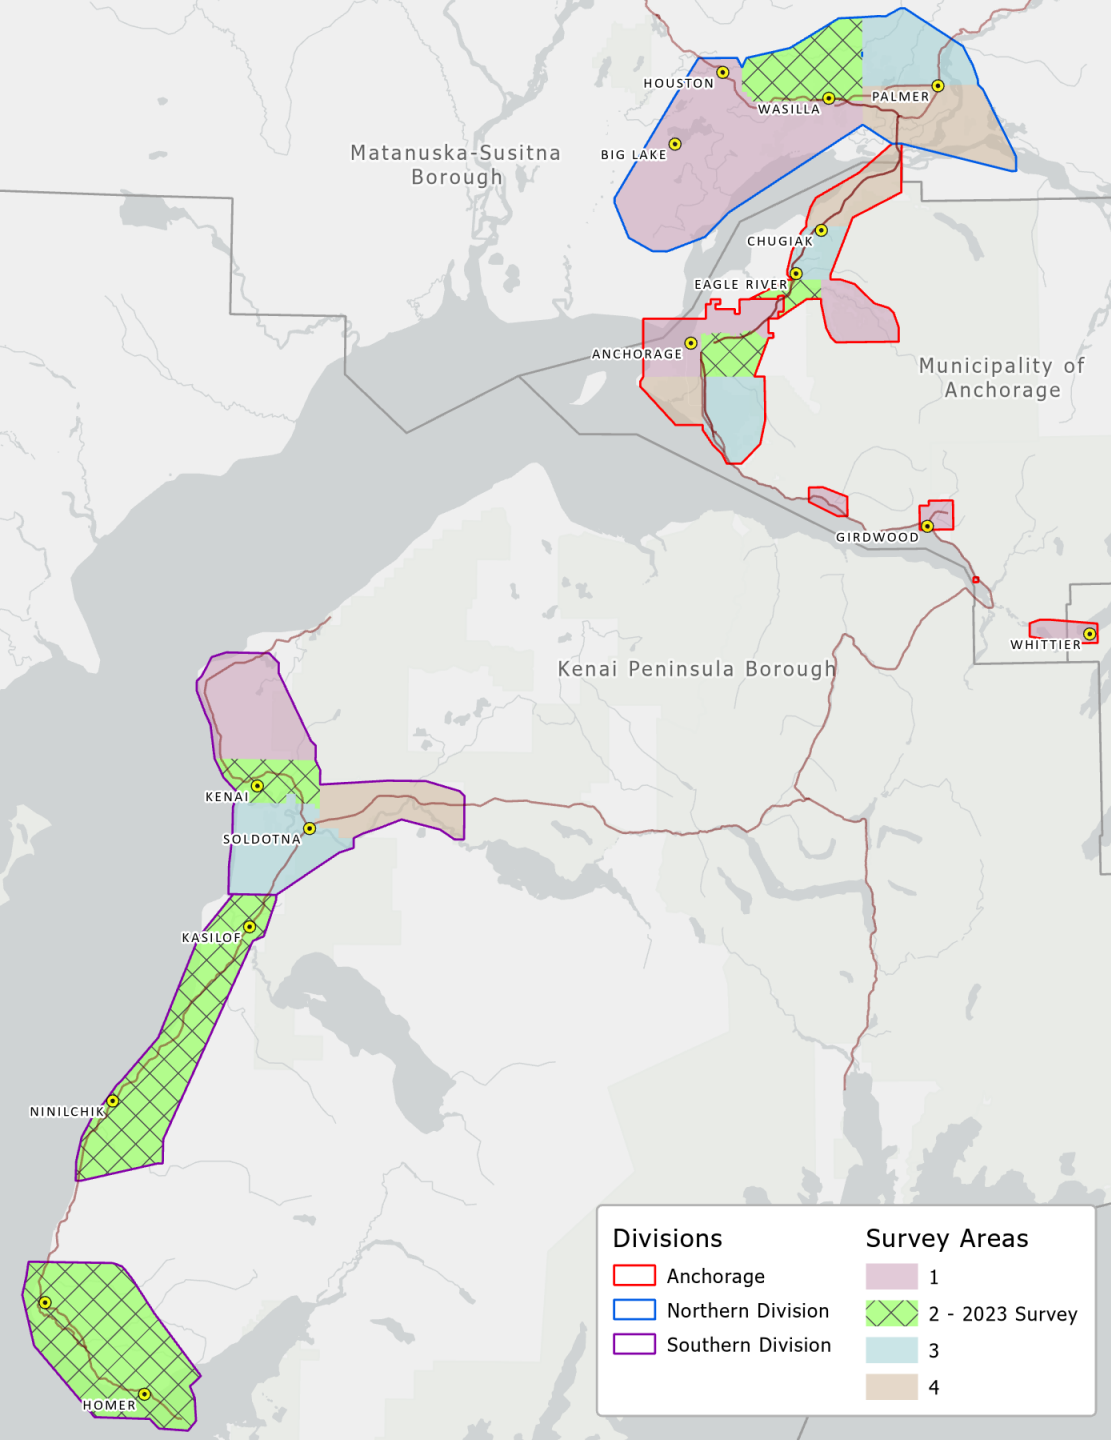 HOUSTON
WASILLA
PALMER
BIG LAKE
Matanuska-Susitna
Borough
CHUGIAK
EAGLE RIVER
ANCHORAGE
Municipality of
Anchorage
GIRDWOOD
WHITTIER
Kenai Peninsula Borough
KENAI
SOLDOTNA
KASILOF
NINILCHIK
HOMER
Divisions
Anchorage
Northern Division
Southern Division
Survey Areas
1
2 - 2023 Survey
3
4